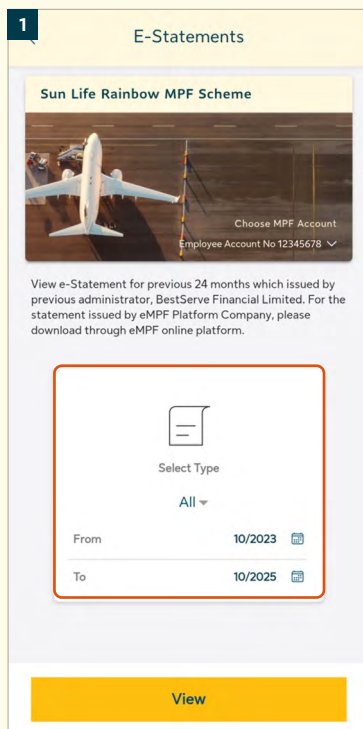 1
E-Statements
Sun Life Rainbow MPF Scheme
Choose MPF Account
Employee Account No 12345678
View e-Statement for previous 24 months which issued by
previous administrator, BestServe Financial Limited. For the
statement issued by eMPF Platform Company, please
download through eMPF online platform.
Select Type
All
From 10/2023
To 10/2025
View